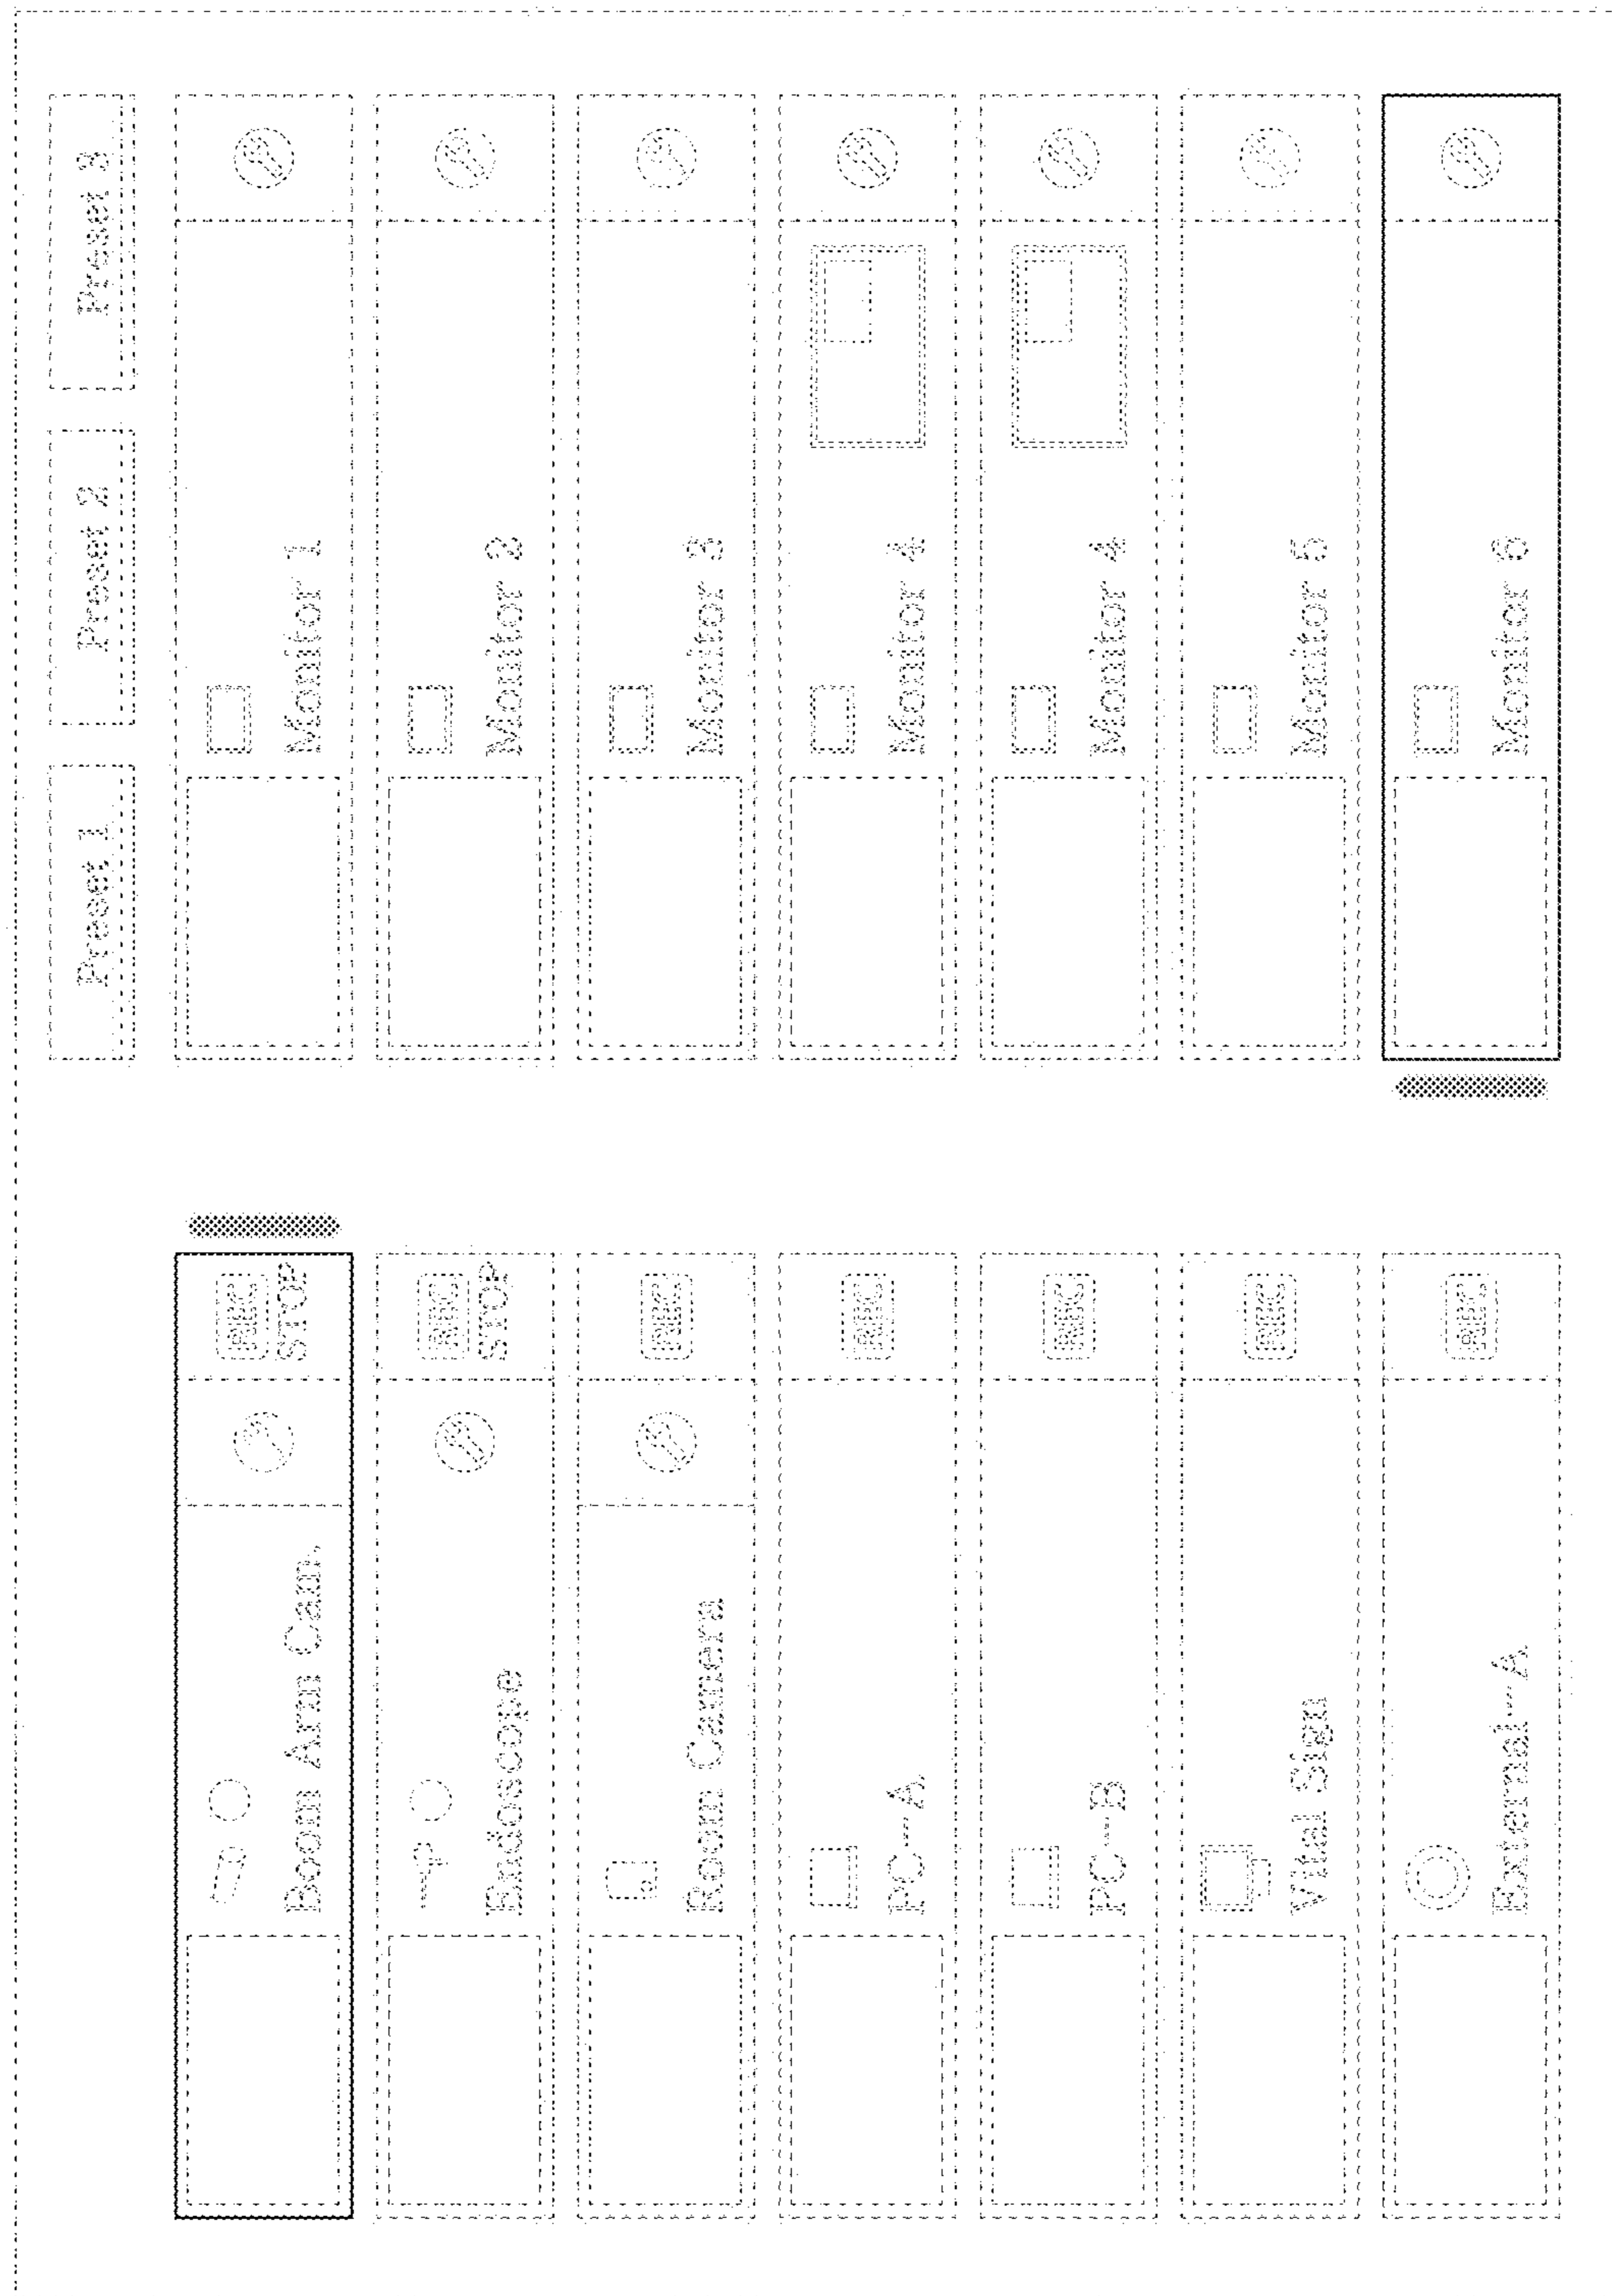 Preset 1 Preset 2 Preset 3
REC
STOP
Boom Arm Cam.
Monitor 1
REC
STOP
Endoscope
Monitor 2
REC
Room Camera
Monitor 3
REC
PC-A
Monitor 4
REC
PC-B
Monitor 4
REC
Vital Sign
Monitor 5
REC
External-A
Monitor 6